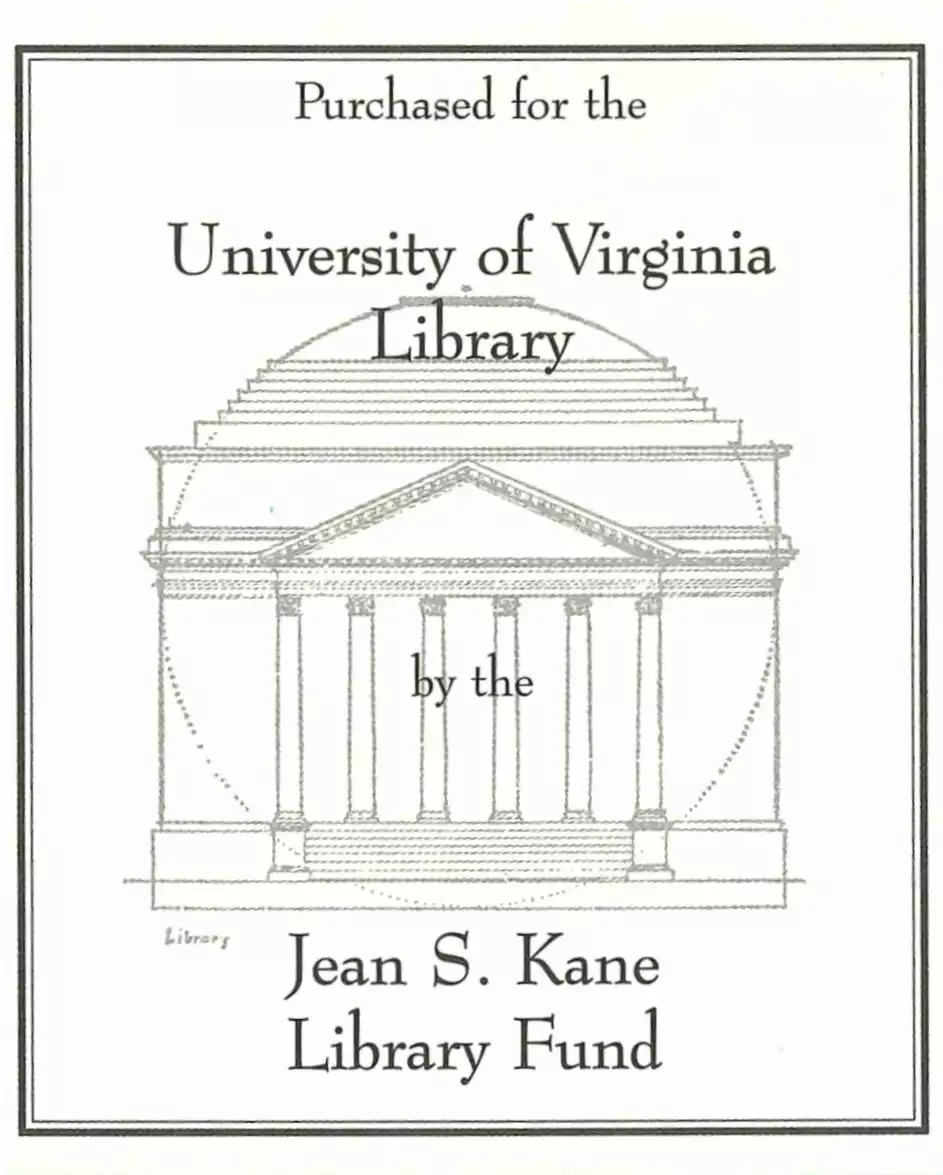 Purchased for the
University of Virginia
Library
by the
Library
Jean S. Kane
Library Fund